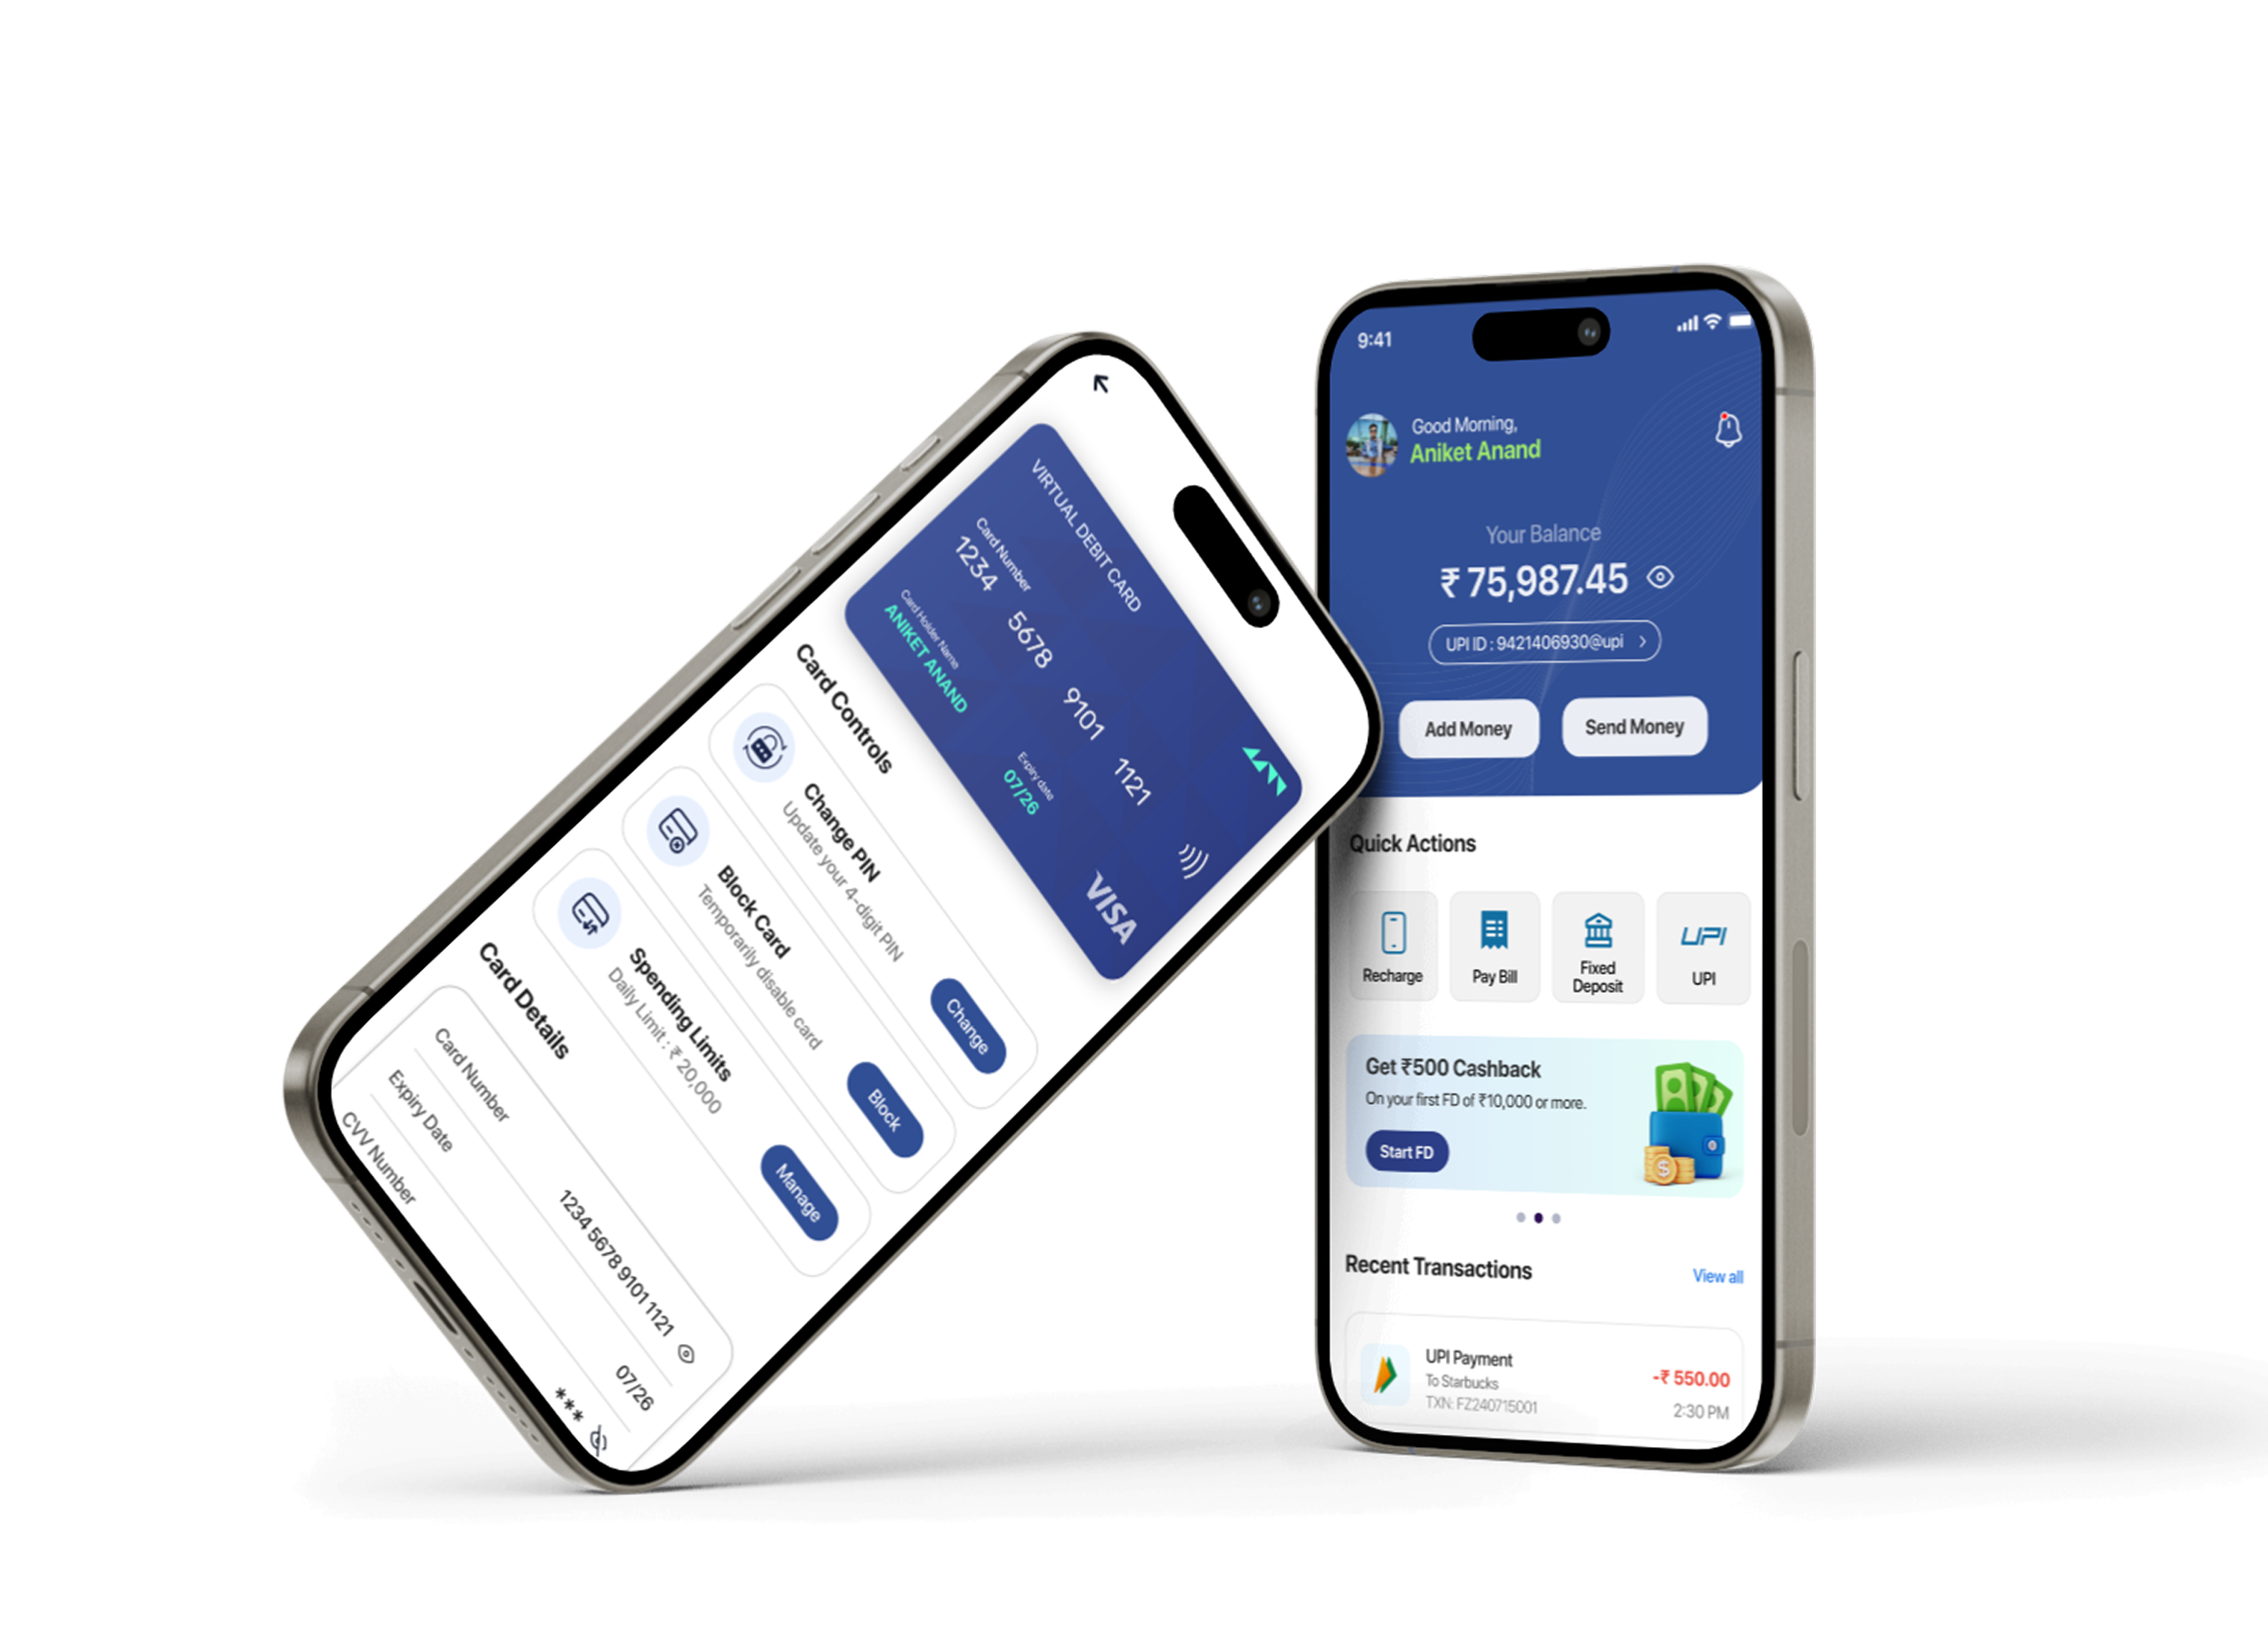 VIRTUAL DEBIT CARD
Card Number
1234 5678 9101 1121
Card Holder Name
ANIKET ANAND
Expiry date
07/26
VISA
Card Controls
Change PIN
Update your 4-digit PIN
Change
Block Card
Temporarily disable card
Block
Spending Limits
Daily Limit : ₹ 20,000
Manage
Card Details
Card Number
1234 5678 9101 1121
Expiry Date
07/26
CVV Number
***
9:41
Good Morning,
Aniket Anand
Your Balance
₹ 75,987.45
UPI ID : 9421406930@upi
Add Money
Send Money
Quick Actions
Recharge
Pay Bill
Fixed
Deposit
UPI
UPI
Get ₹500 Cashback
On your first FD of ₹10,000 or more.
Start FD
Recent Transactions
View all
UPI Payment
To Starbucks
TXN: FZ240715001
-₹ 550.00
2:30 PM